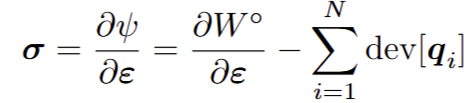 σ = ∂ψ/∂ε = ∂W°/∂ε − ∑_{i=1}^{N} dev[q_i]